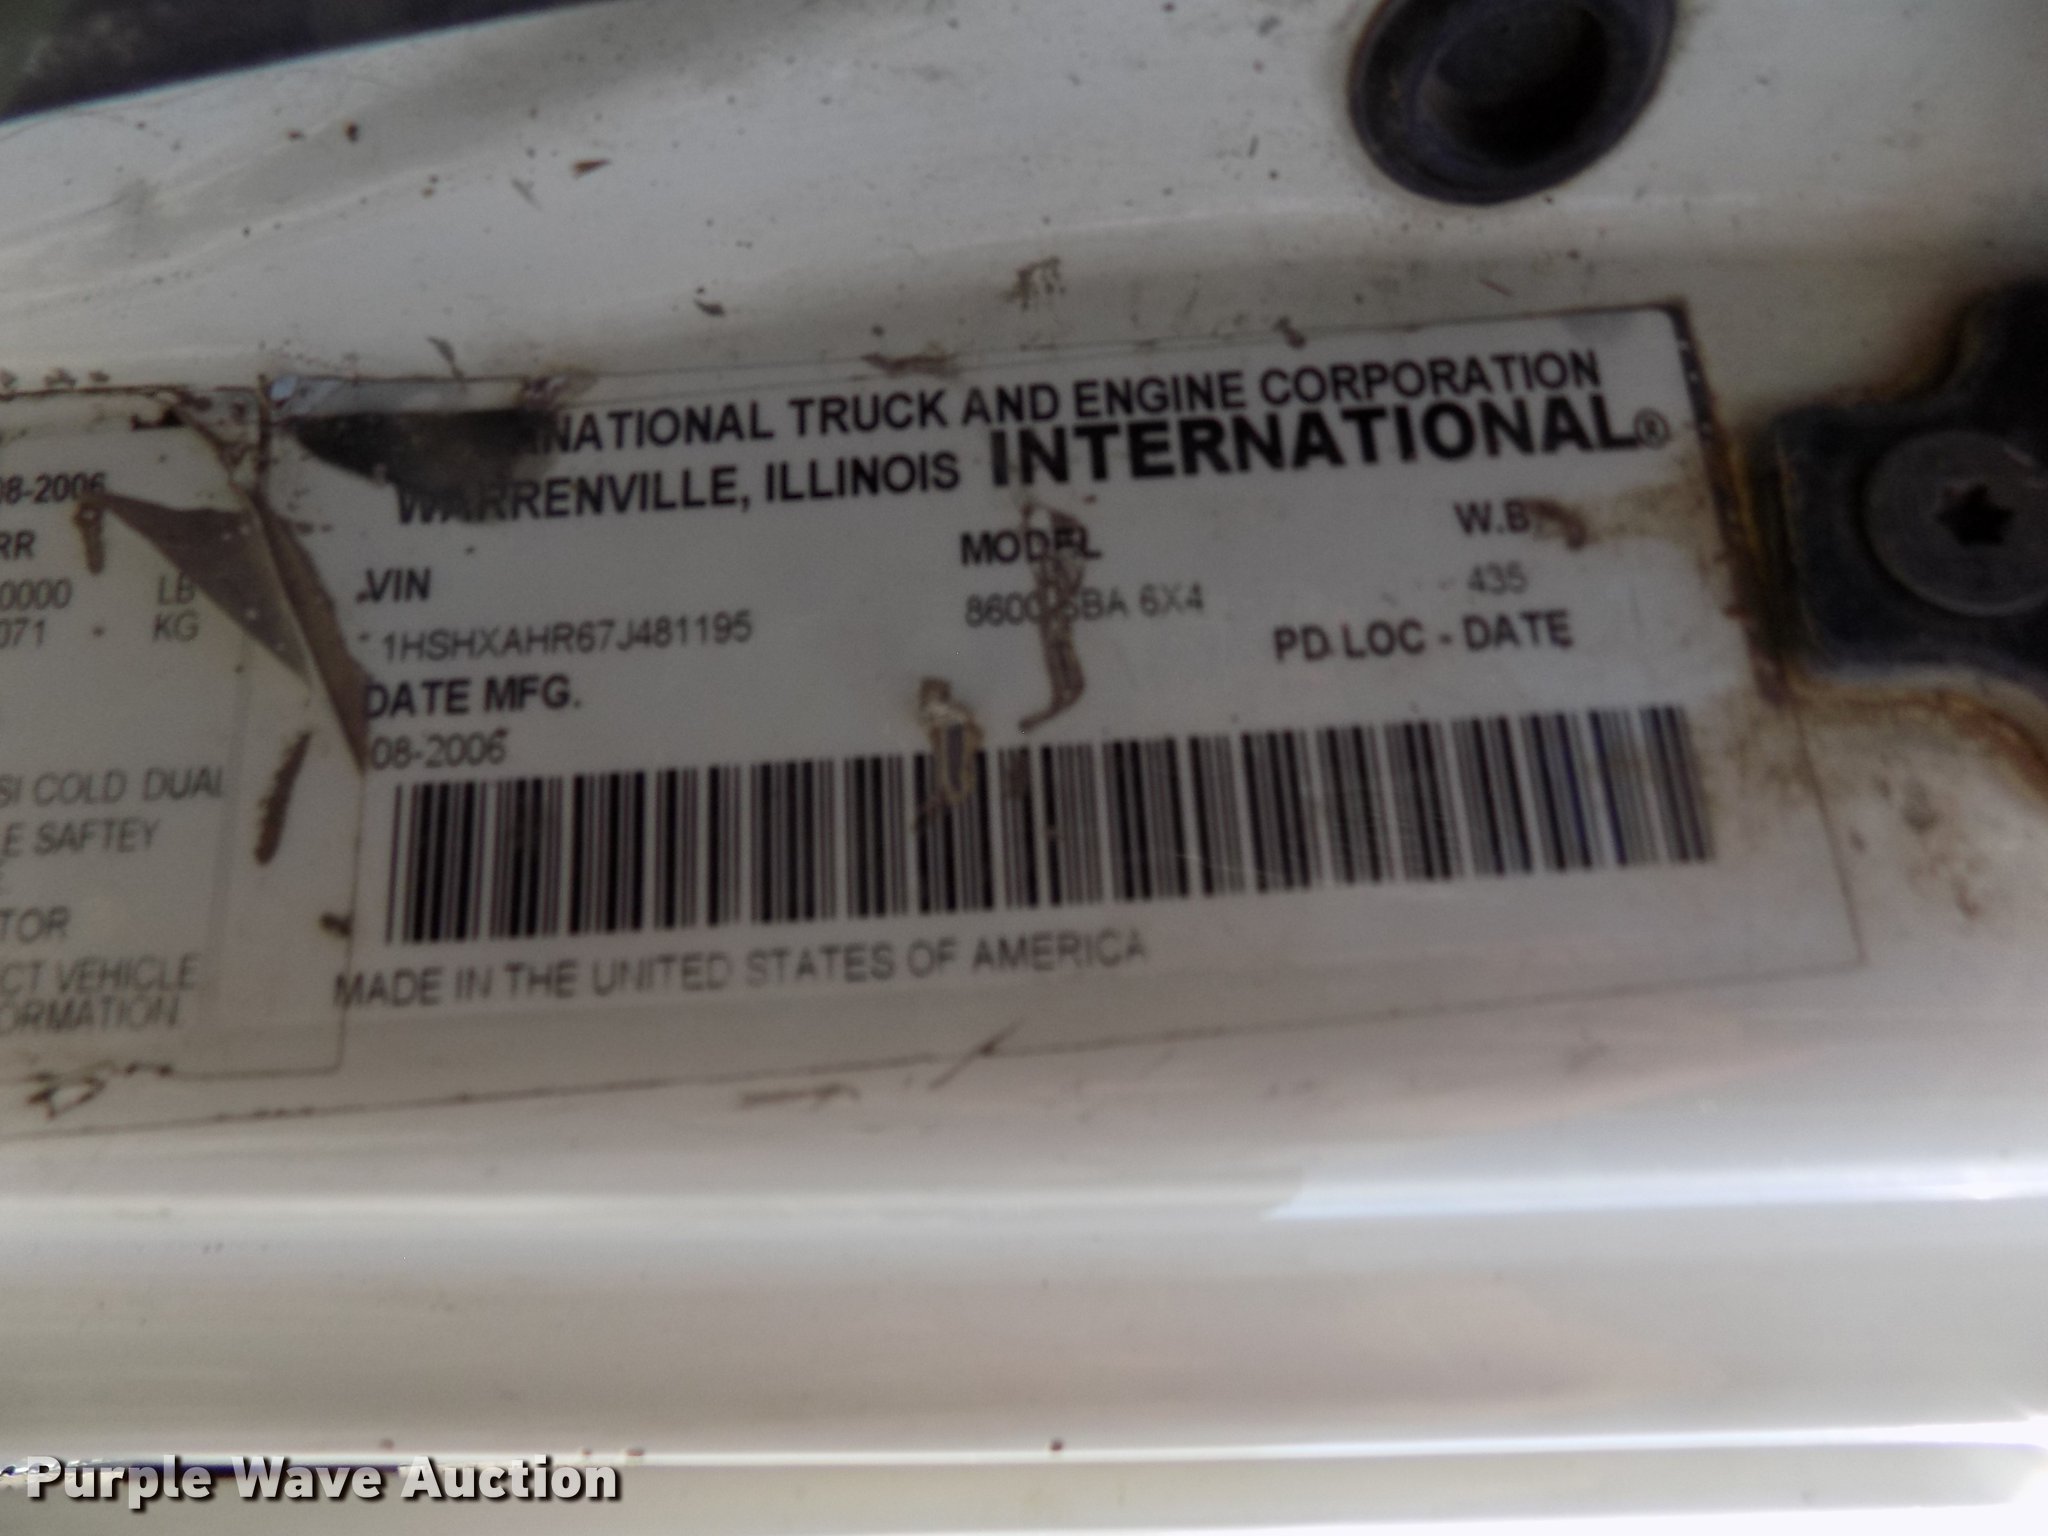 08-2006
RR
0000 LB
071 KG
SI COLD DUAL
LE SAFTEY
TOR
CT VEHICLE
ORMATION
NATIONAL TRUCK AND ENGINE CORPORATION
WARRENVILLE, ILLINOIS INTERNATIONAL®
VIN MODEL W.B.
1HSHXAHR67J481195 8600 SBA 6X4 435
DATE MFG. PD LOC - DATE
08-2006
MADE IN THE UNITED STATES OF AMERICA
Purple Wave Auction